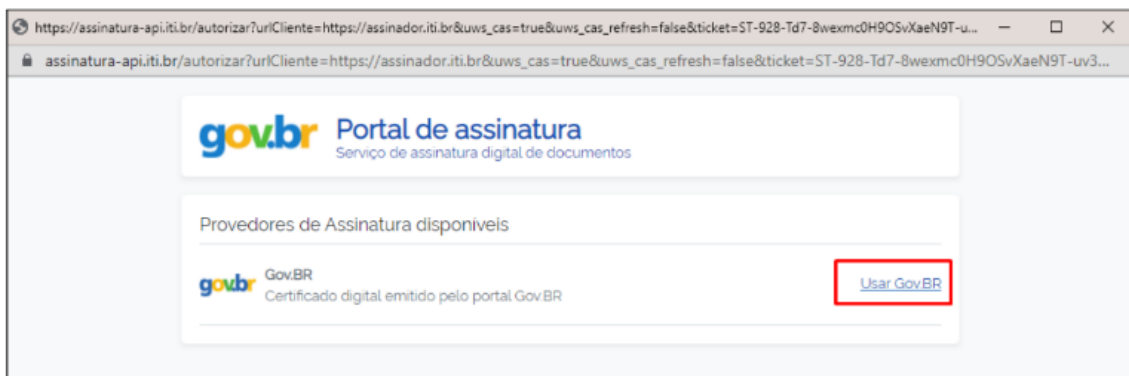 https://assinatura-api.iti.br/autorizar?urlCliente=https://assinador.iti.br&uws_cas=true&uws_cas_refresh=false&ticket=ST-928-Td7-8wexmc0H9OSvXaeN9T-u...
assinatura-api.iti.br/autorizar?urlCliente=https://assinador.iti.br&uws_cas=true&uws_cas_refresh=false&ticket=ST-928-Td7-8wexmc0H9OSvXaeN9T-uv3...
gov.br Portal de assinatura
Serviço de assinatura digital de documentos
Provedores de Assinatura disponíveis
gov.br Gov.BR
Certificado digital emitido pelo portal Gov.BR
Usar Gov.BR